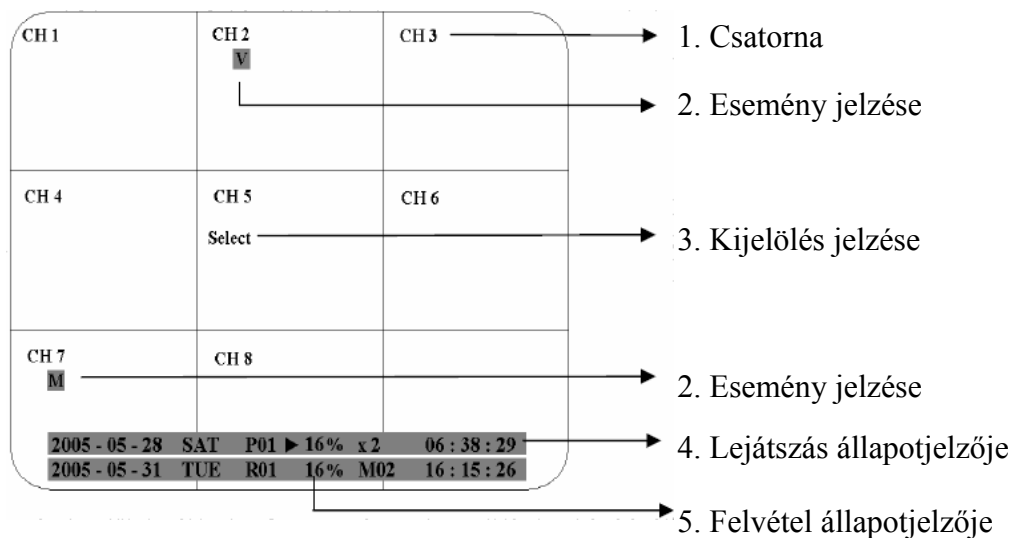 CH 1 CH 2 CH 3 1. Csatorna
V
2. Esemény jelzése
CH 4 CH 5 CH 6
Select 3. Kijelölés jelzése
CH 7 CH 8
M 2. Esemény jelzése
2005 - 05 - 28 SAT P01 ▶ 16% x 2 06 : 38 : 29 4. Lejátszás állapotjelzője
2005 - 05 - 31 TUE R01 16% M02 16 : 15 : 26
5. Felvétel állapotjelzője